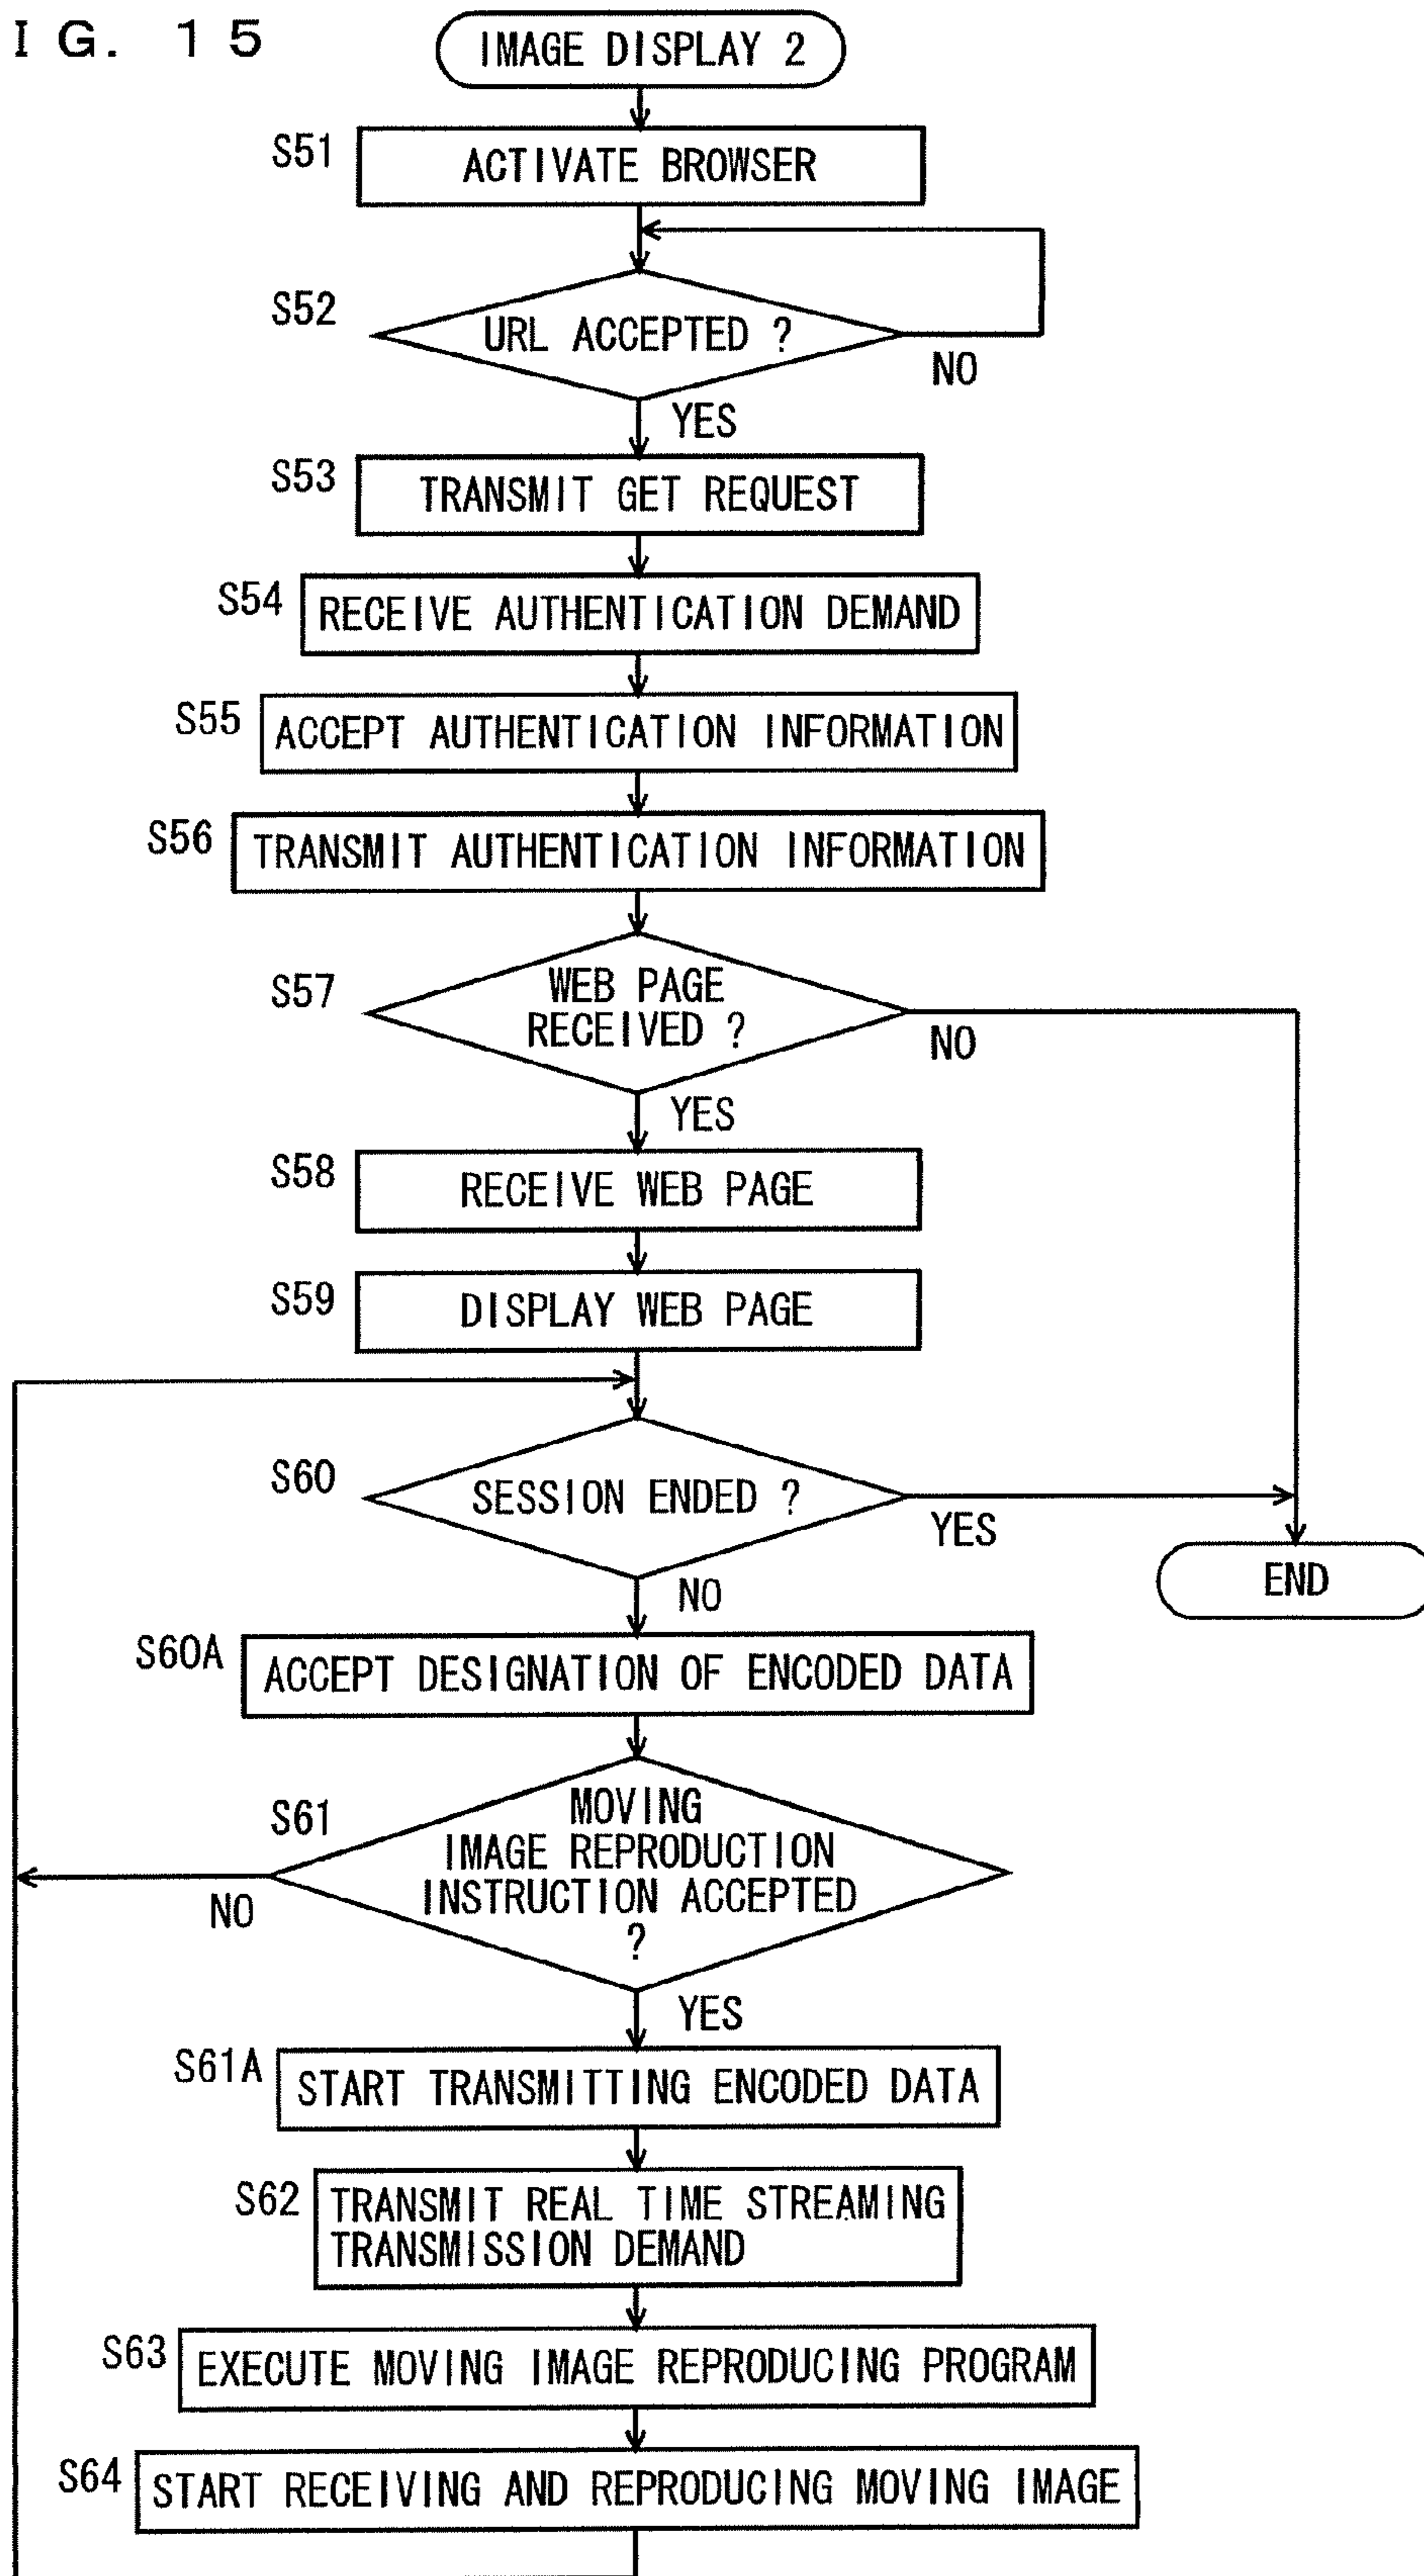 I G. 15
IMAGE DISPLAY 2
S51
ACTIVATE BROWSER
S52
URL ACCEPTED ?
NO
YES
S53
TRANSMIT GET REQUEST
S54
RECEIVE AUTHENTICATION DEMAND
S55
ACCEPT AUTHENTICATION INFORMATION
S56
TRANSMIT AUTHENTICATION INFORMATION
S57
WEB PAGE
RECEIVED ?
NO
YES
S58
RECEIVE WEB PAGE
S59
DISPLAY WEB PAGE
S60
SESSION ENDED ?
YES
NO
END
S60A
ACCEPT DESIGNATION OF ENCODED DATA
S61
MOVING
IMAGE REPRODUCTION
INSTRUCTION ACCEPTED
?
NO
YES
S61A
START TRANSMITTING ENCODED DATA
S62
TRANSMIT REAL TIME STREAMING
TRANSMISSION DEMAND
S63
EXECUTE MOVING IMAGE REPRODUCING PROGRAM
S64
START RECEIVING AND REPRODUCING MOVING IMAGE